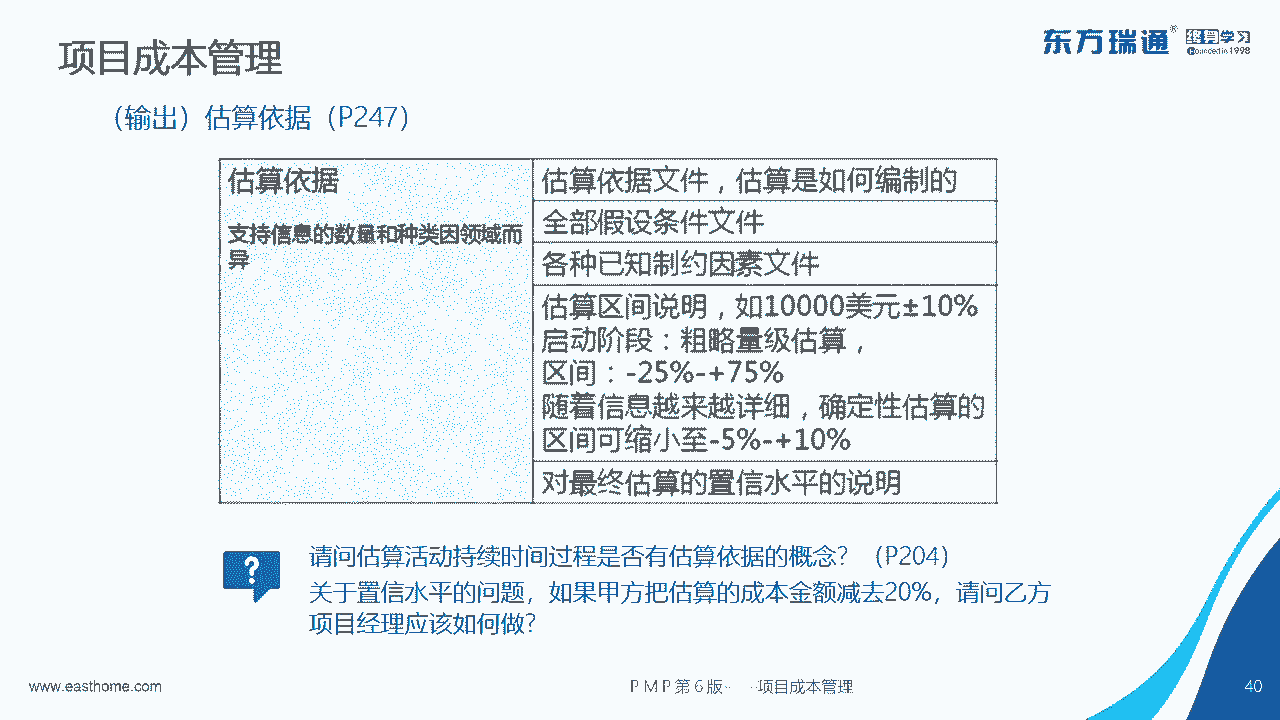 项目成本管理
东方瑞通® 终身学习
Founded in 1998
（输出）估算依据（P247）
估算依据
支持信息的数量和种类因领域而
异
估算依据文件，估算是如何编制的
全部假设条件文件
各种已知制约因素文件
估算区间说明，如10000美元±10%
启动阶段：粗略量级估算，
区间：-25%-+75%
随着信息越来越详细，确定性估算的
区间可缩小至-5%-+10%
对最终估算的置信水平的说明
请问估算活动持续时间过程是否有估算依据的概念？（P204）
关于置信水平的问题，如果甲方把估算的成本金额减去20%，请问乙方
项目经理应该如何做？
www.easthome.com
PMP第6版-- --项目成本管理
40